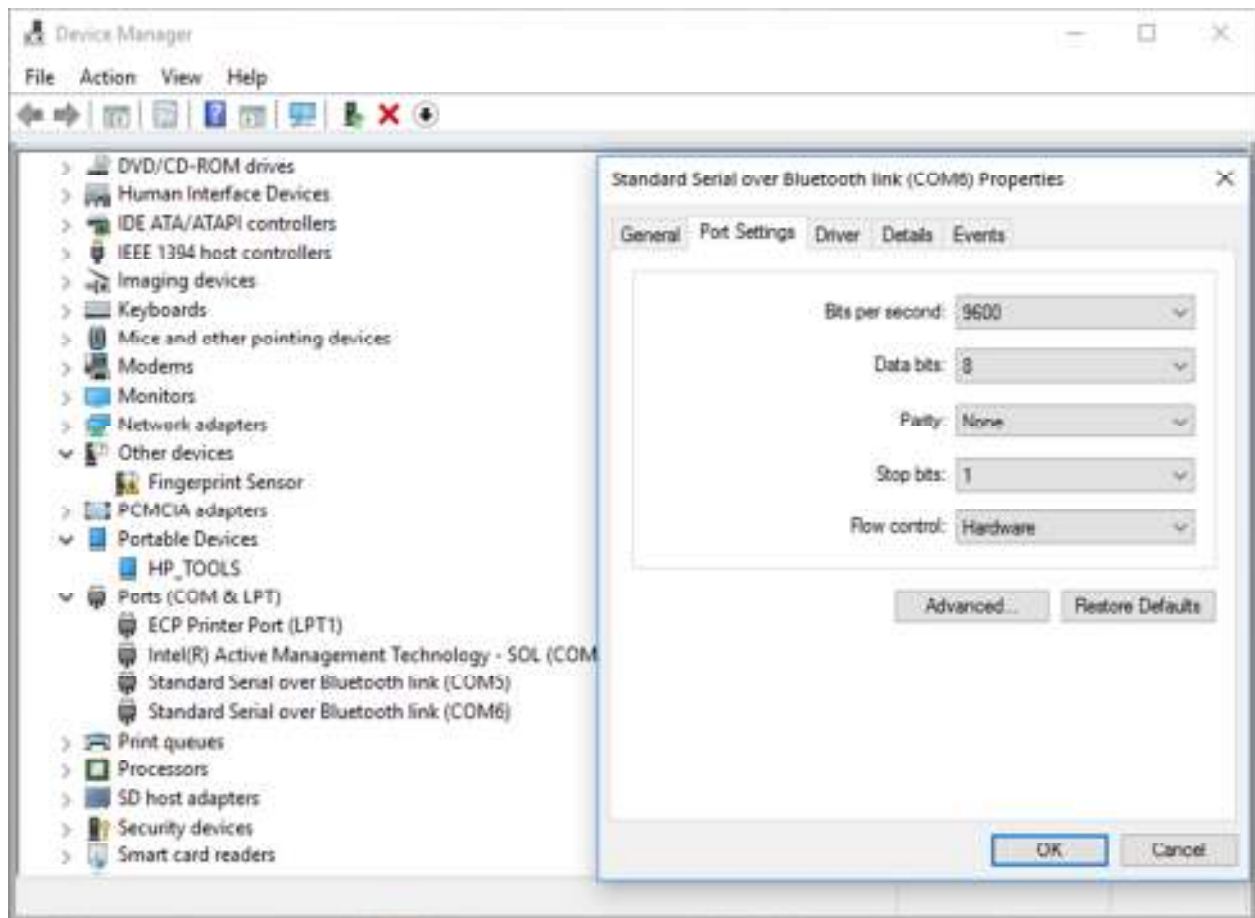 Device Manager
File Action View Help
DVD/CD-ROM drives
Human Interface Devices
IDE ATA/ATAPI controllers
IEEE 1394 host controllers
Imaging devices
Keyboards
Mice and other pointing devices
Modems
Monitors
Network adapters
Other devices
Fingerprint Sensor
PCMCIA adapters
Portable Devices
HP_TOOLS
Ports (COM & LPT)
ECP Printer Port (LPT1)
Intel(R) Active Management Technology - SOL (COM
Standard Serial over Bluetooth link (COM5)
Standard Serial over Bluetooth link (COM6)
Print queues
Processors
SD host adapters
Security devices
Smart card readers
Standard Serial over Bluetooth link (COM6) Properties
General Port Settings Driver Details Events
Bits per second: 9600
Data bits: 8
Parity: None
Stop bits: 1
Flow control: Hardware
Advanced... Restore Defaults
OK Cancel